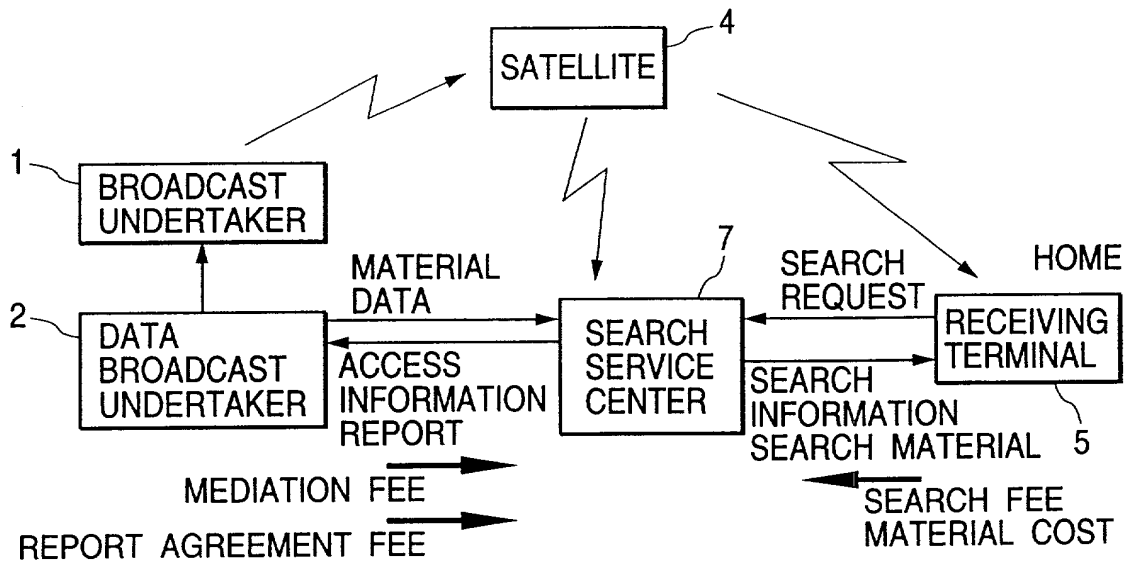 4
SATELLITE
1
BROADCAST
UNDERTAKER
7
HOME
MATERIAL
DATA
SEARCH
REQUEST
2
DATA
BROADCAST
UNDERTAKER
SEARCH
SERVICE
CENTER
RECEIVING
TERMINAL
ACCESS
INFORMATION
REPORT
SEARCH
INFORMATION
SEARCH MATERIAL
5
MEDIATION FEE
SEARCH FEE
MATERIAL COST
REPORT AGREEMENT FEE